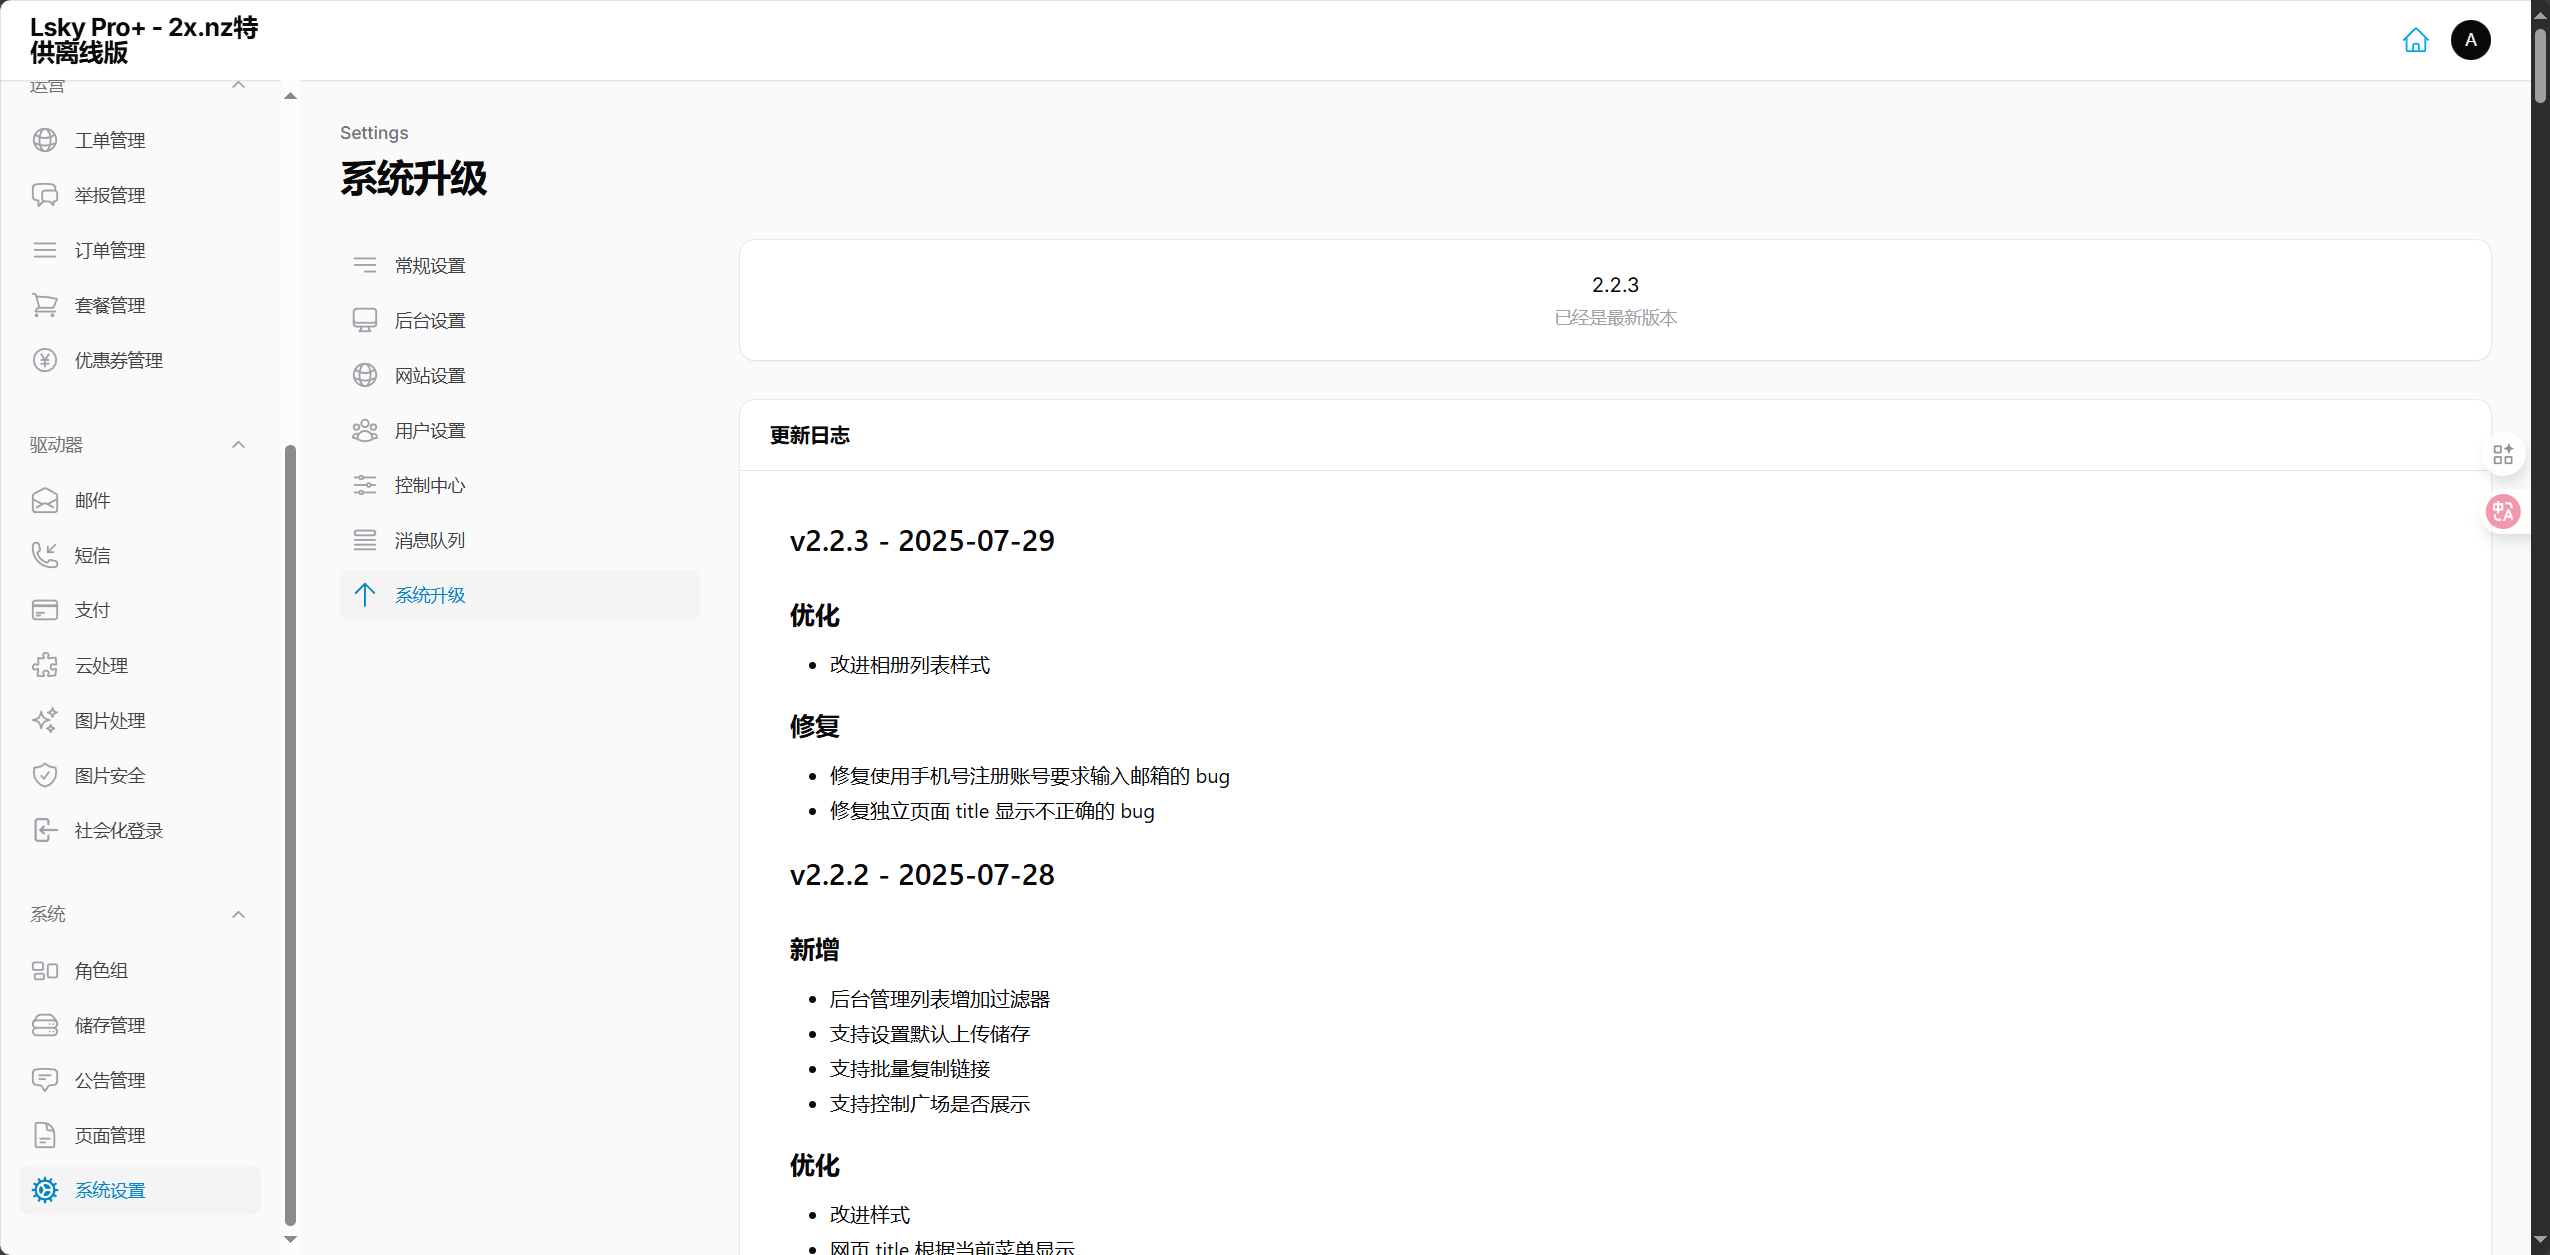 Lsky Pro+ - 2x.nz特
供离线版
A
运营
工单管理
举报管理
订单管理
套餐管理
优惠券管理
驱动器
邮件
短信
支付
云处理
图片处理
图片安全
社会化登录
系统
角色组
储存管理
公告管理
页面管理
系统设置
Settings
系统升级
常规设置
后台设置
网站设置
用户设置
控制中心
消息队列
系统升级
2.2.3
已经是最新版本
更新日志
v2.2.3 - 2025-07-29
优化
改进相册列表样式
修复
修复使用手机号注册账号要求输入邮箱的 bug
修复独立页面 title 显示不正确的 bug
v2.2.2 - 2025-07-28
新增
后台管理列表增加过滤器
支持设置默认上传储存
支持批量复制链接
支持控制广场是否展示
优化
改进样式
网页 title 根据当前菜单显示